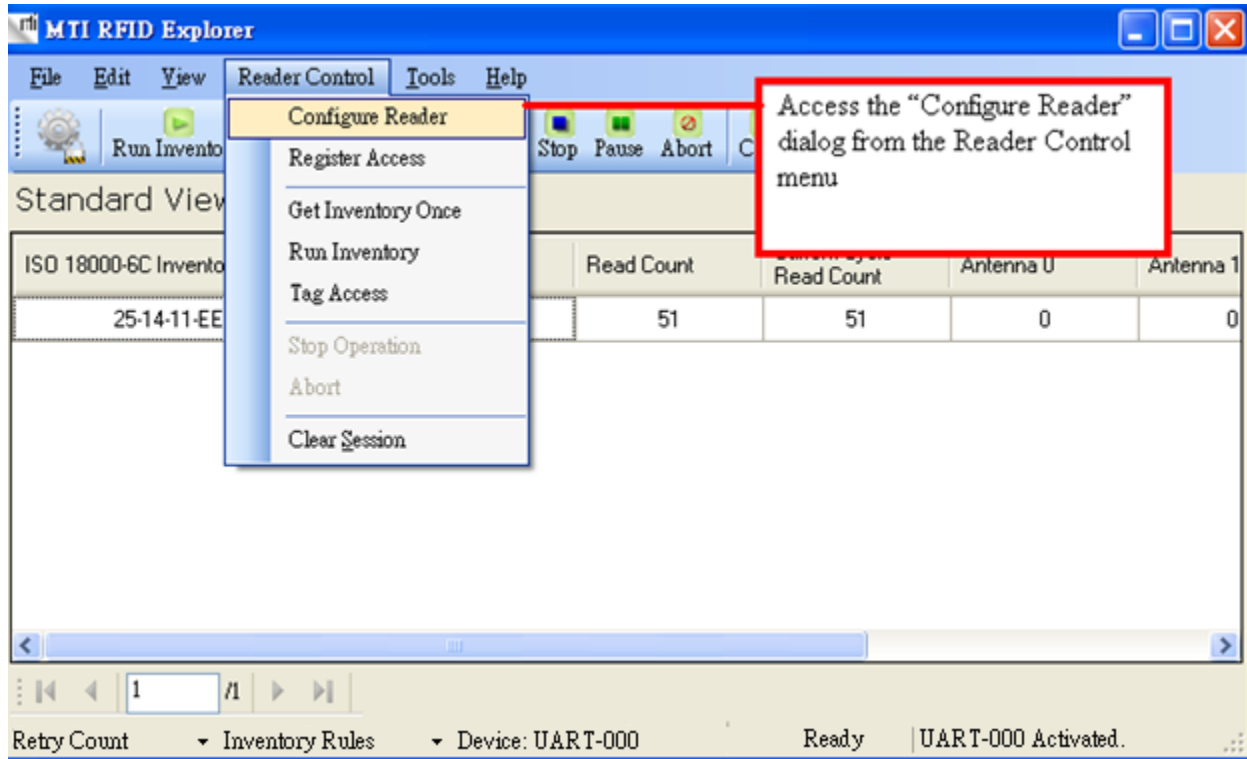 mti MTI RFID Explorer
File Edit View Reader Control Tools Help
Configure Reader
Register Access
Get Inventory Once
Run Inventory
Tag Access
Stop Operation
Abort
Clear Session
Access the “Configure Reader”
dialog from the Reader Control
menu
Run Stop Pause Abort
Standard
ISO 18000-6C Read Count Read Count Antenna 0 Antenna 1
25-14-11-EE 51 51 0 0
1 /1
Retry Count Inventory Rules Device: UART-000 Ready UART-000 Activated.